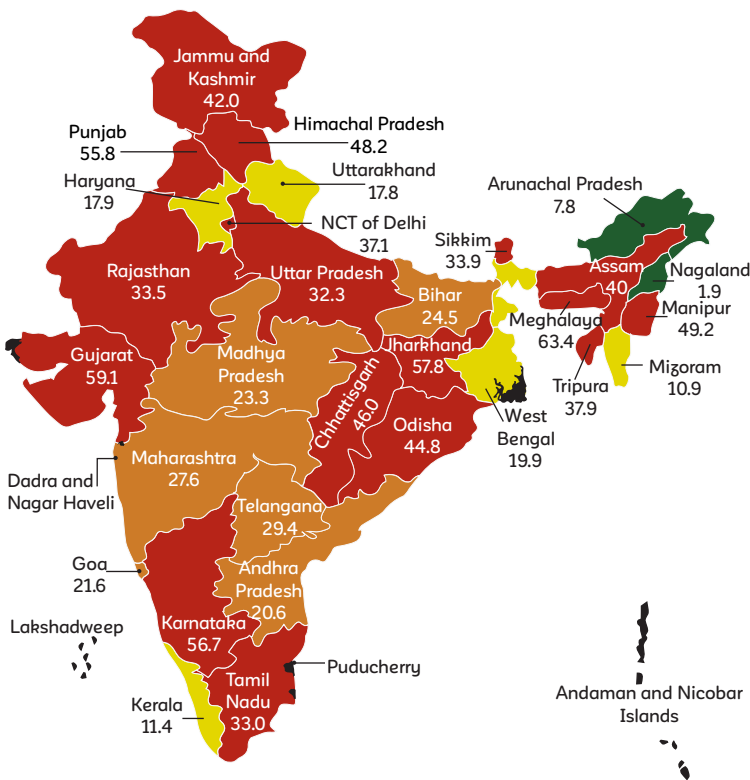 Jammu and
Kashmir
42.0
Himachal Pradesh
48.2
Punjab
55.8
Uttarakhand
17.8
Haryana
17.9
NCT of Delhi
37.1
Arunachal Pradesh
7.8
Sikkim
33.9
Assam
40
Nagaland
1.9
Rajasthan
33.5
Uttar Pradesh
32.3
Bihar
24.5
Meghalaya
63.4
Manipur
49.2
Gujarat
59.1
Madhya
Pradesh
23.3
Jharkhand
57.8
Mizoram
10.9
Tripura
37.9
Chhattisgarh
46.0
Odisha
44.8
West
Bengal
19.9
Dadra and
Nagar Haveli
Maharashtra
27.6
Telangana
29.4
Goa
21.6
Andhra
Pradesh
20.6
Karnataka
56.7
Lakshadweep
Puducherry
Tamil
Nadu
33.0
Kerala
11.4
Andaman and Nicobar
Islands